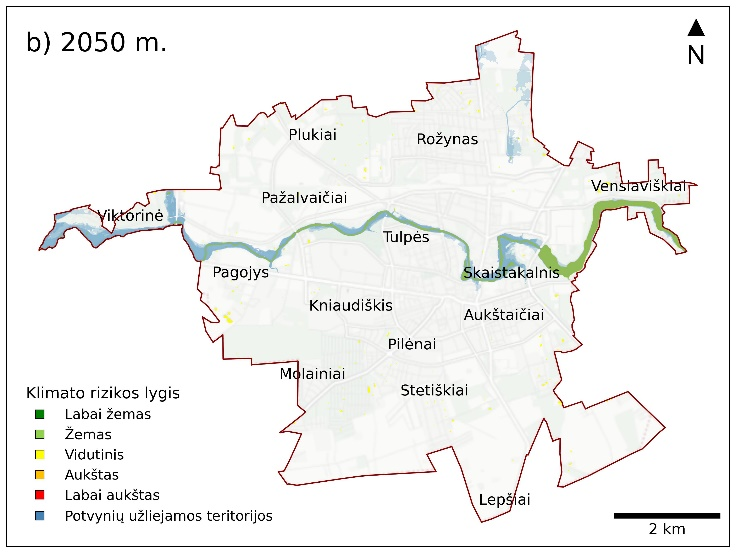 b) 2050 m.
N
Plukiai
Rožynas
Venslaviškiai
Pažalvaičiai
Viktorinė
Tulpės
Pagojys
Skaistakalnis
Kniaudiškis
Aukštaičiai
Pilėnai
Molainiai
Stetiškiai
Klimato rizikos lygis
Labai žemas
Žemas
Vidutinis
Aukštas
Labai aukštas
Potvynių užliejamos teritorijos
Lepšiai
2 km